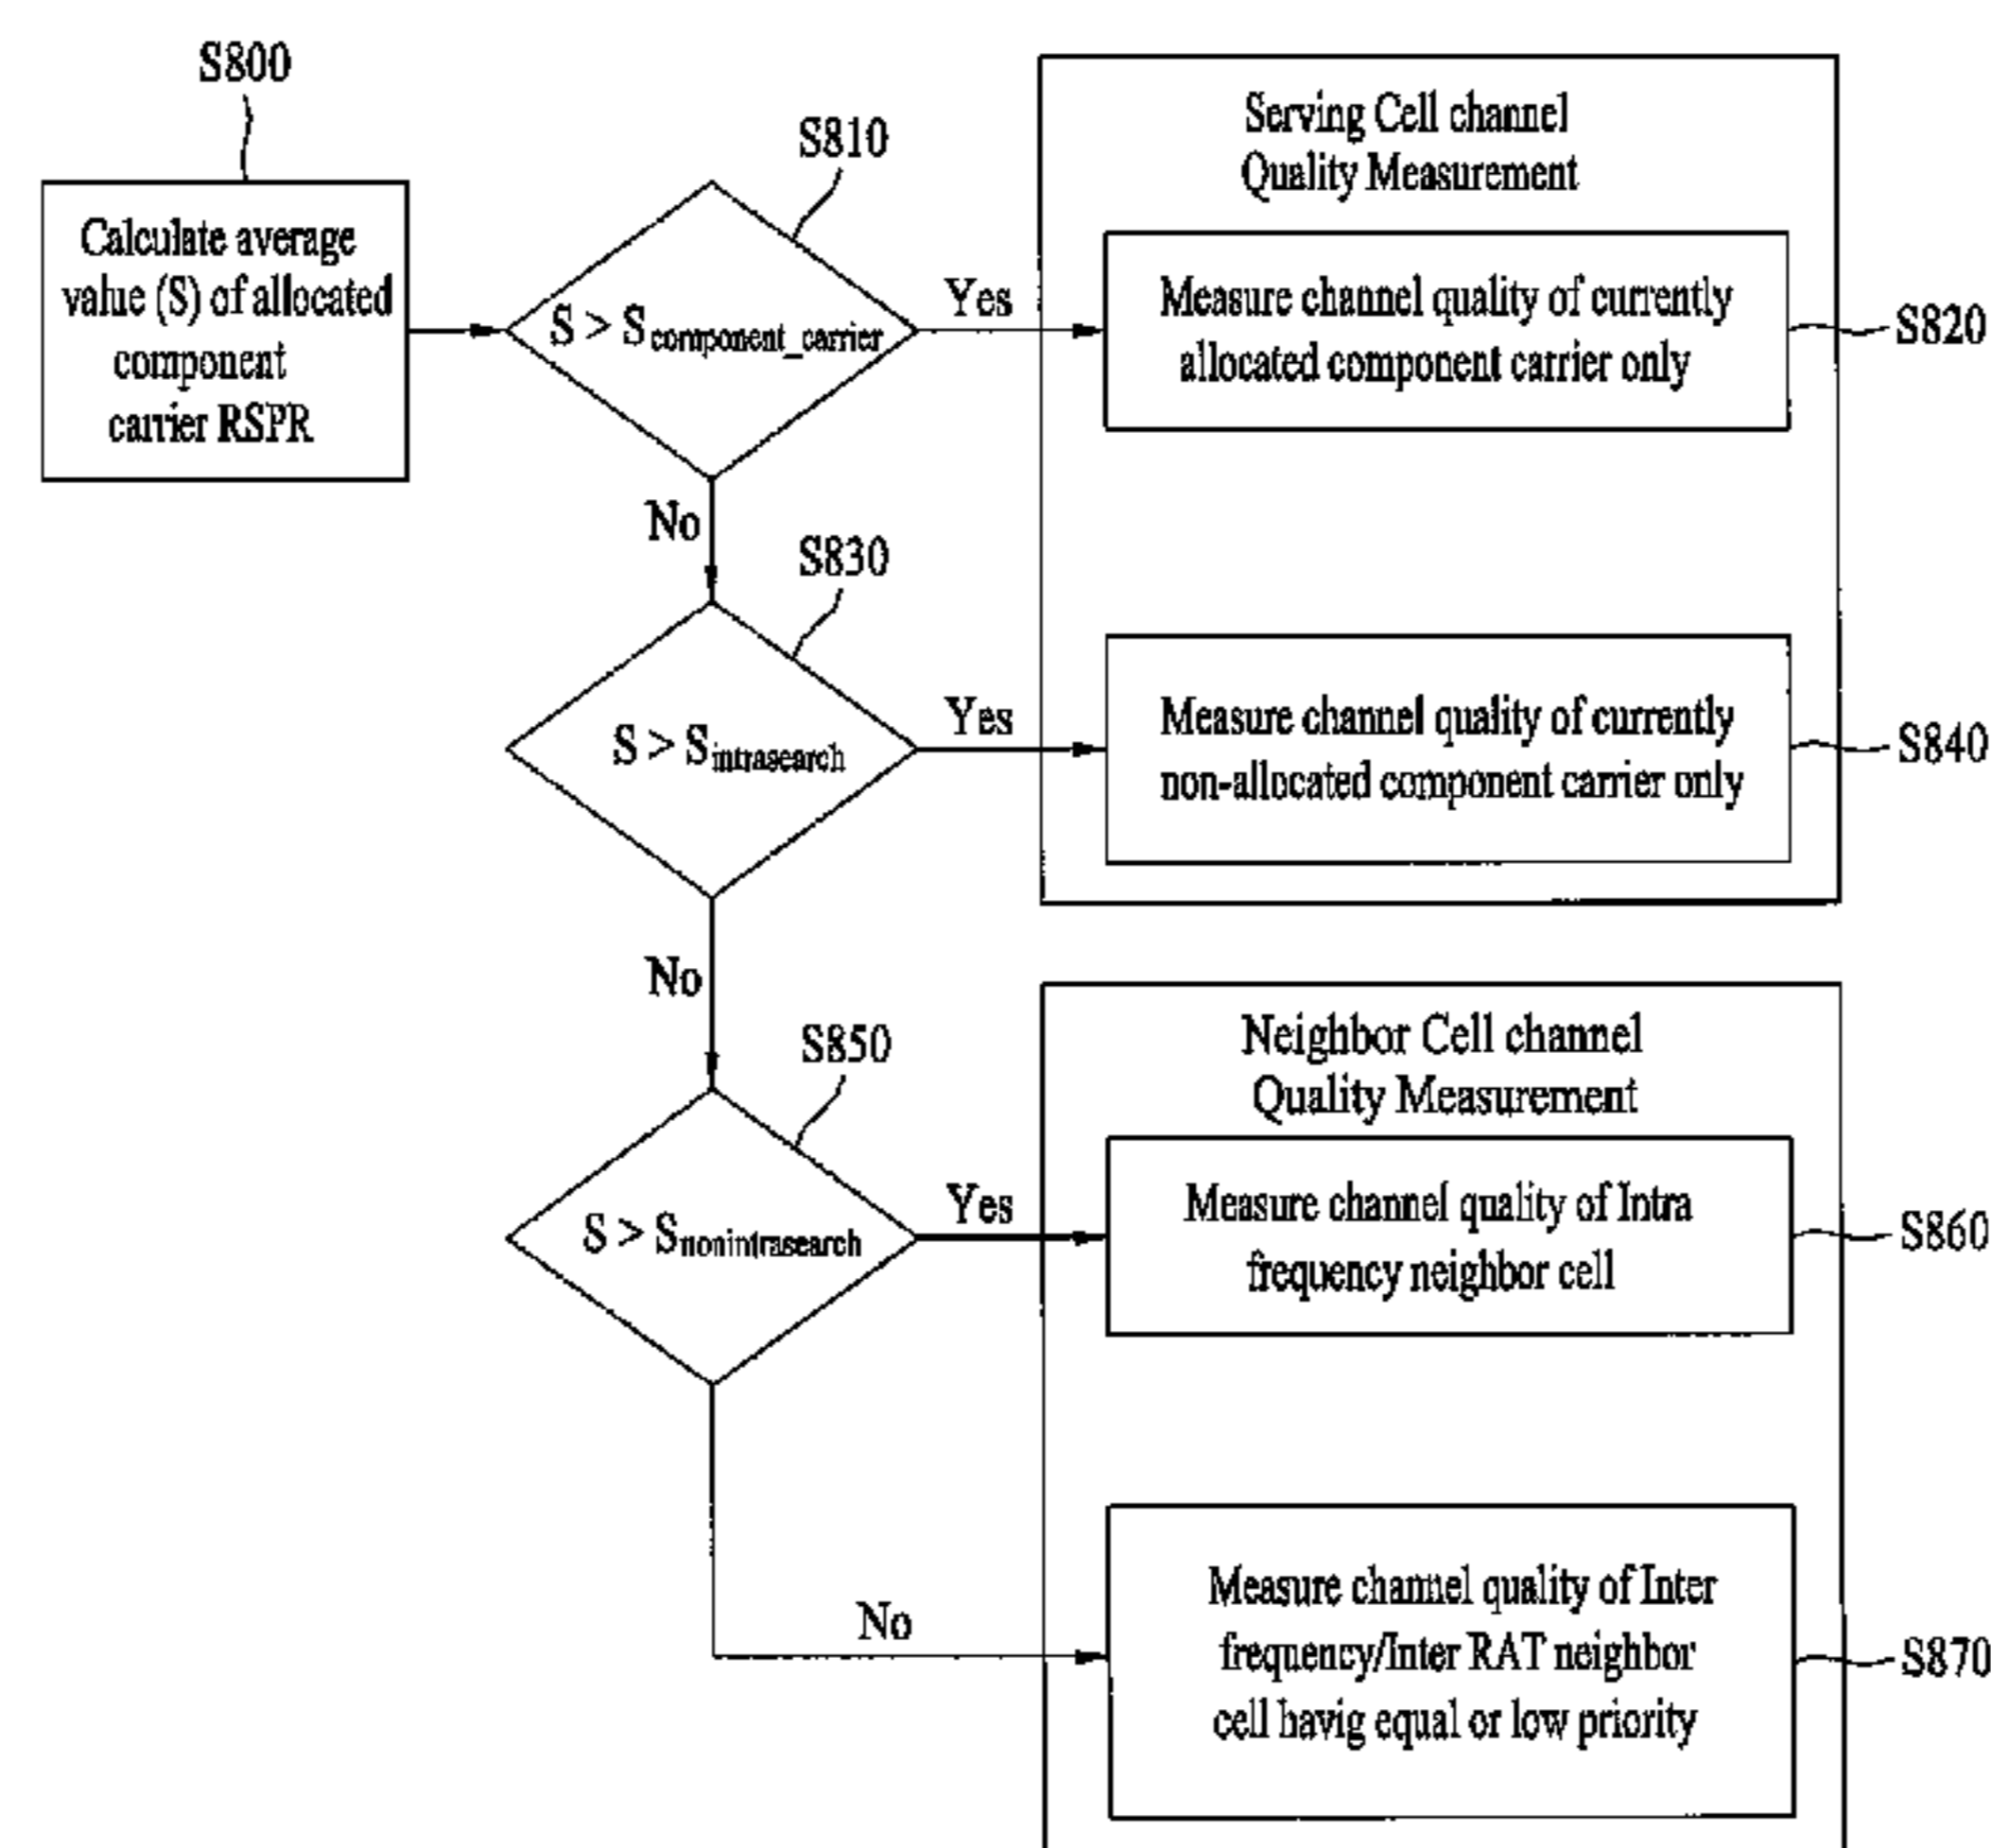 S800
Calculate average
value (S) of allocated
component
carrier RSPR
S810
S > Scomponent_carrier
Yes
No
Serving Cell channel
Quality Measurement
Measure channel quality of currently
allocated component carrier only
S820
S830
S > Sintrasearch
Yes
No
Measure channel quality of currently
non-allocated component carrier only
S840
S850
S > Snonintrasearch
Yes
No
Neighbor Cell channel
Quality Measurement
Measure channel quality of Intra
frequency neighbor cell
S860
Measure channel quality of Inter
frequency/Inter RAT neighbor
cell havig equal or low priority
S870